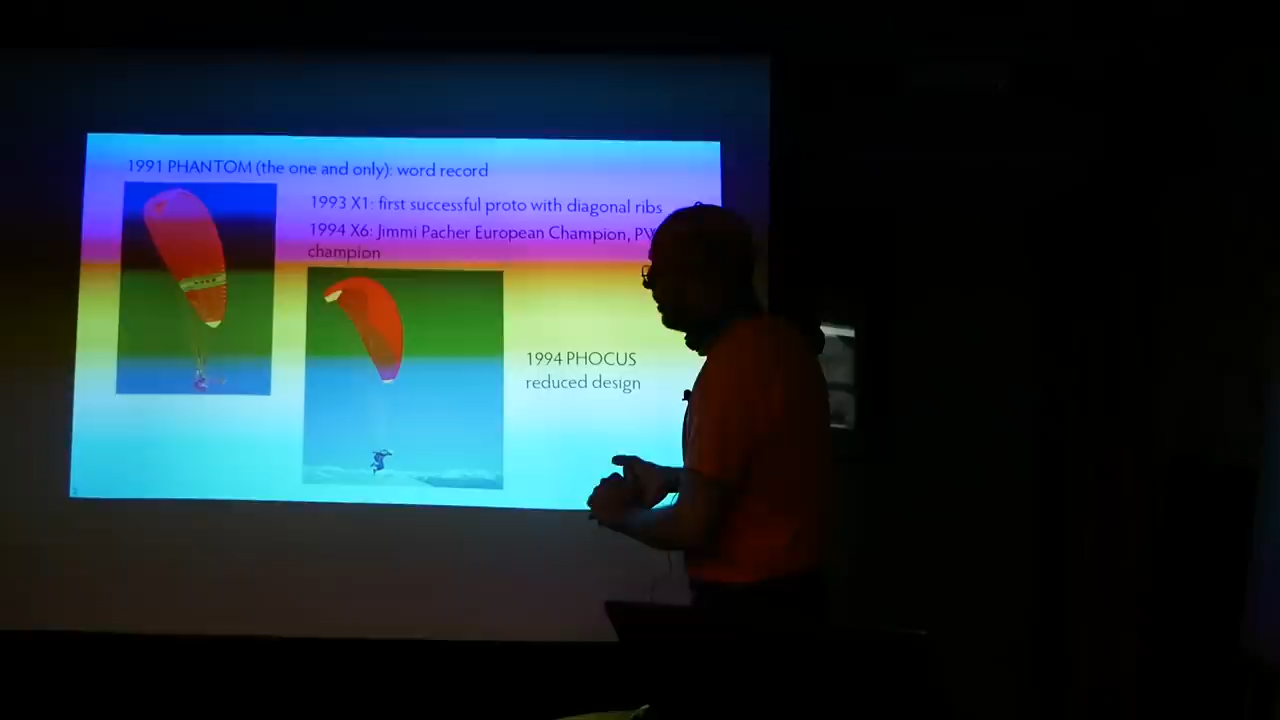 1991 PHANTOM (the one and only): word record
1993 X1: first successful proto with diagonal ribs
1994 X6: Jimmi Pacher European Champion,
champion
1994 PHOCUS
reduced design